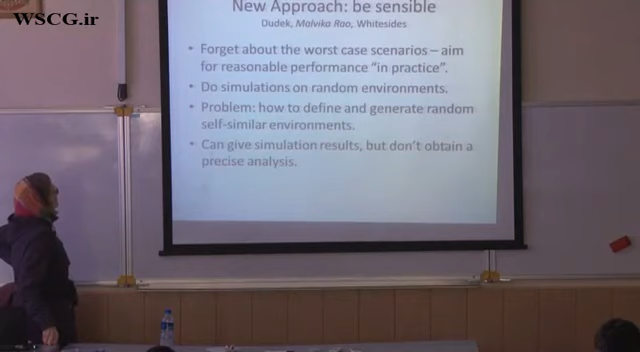 WSCG.ir
New Approach: be sensible
Dudek, Malvika Rao, Whitesides
• Forget about the worst case scenarios – aim
for reasonable performance "in practice".
• Do simulations on random environments.
• Problem: how to define and generate random
self-similar environments.
• Can give simulation results, but don't obtain a
precise analysis.